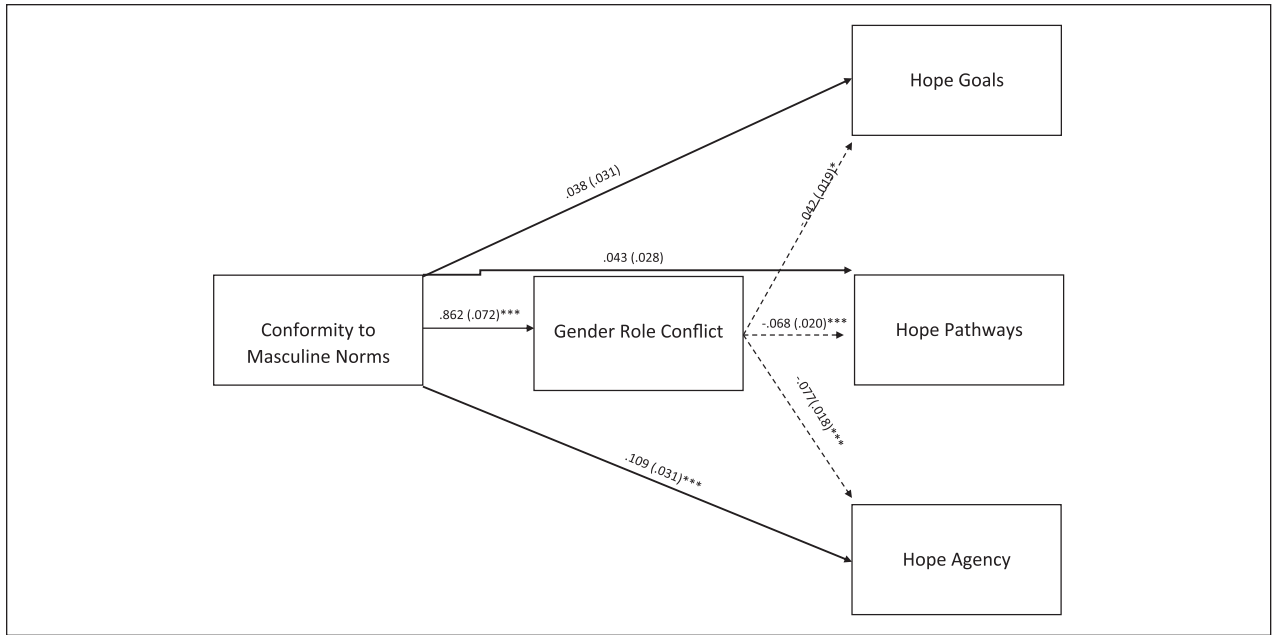 Hope Goals
.038 (.031)
-.042 (.019)*
.043 (.028)
Conformity to
Masculine Norms
.862 (.072)***
Gender Role Conflict
-.068 (.020)***
Hope Pathways
-.077(.018)***
.109 (.031)***
Hope Agency